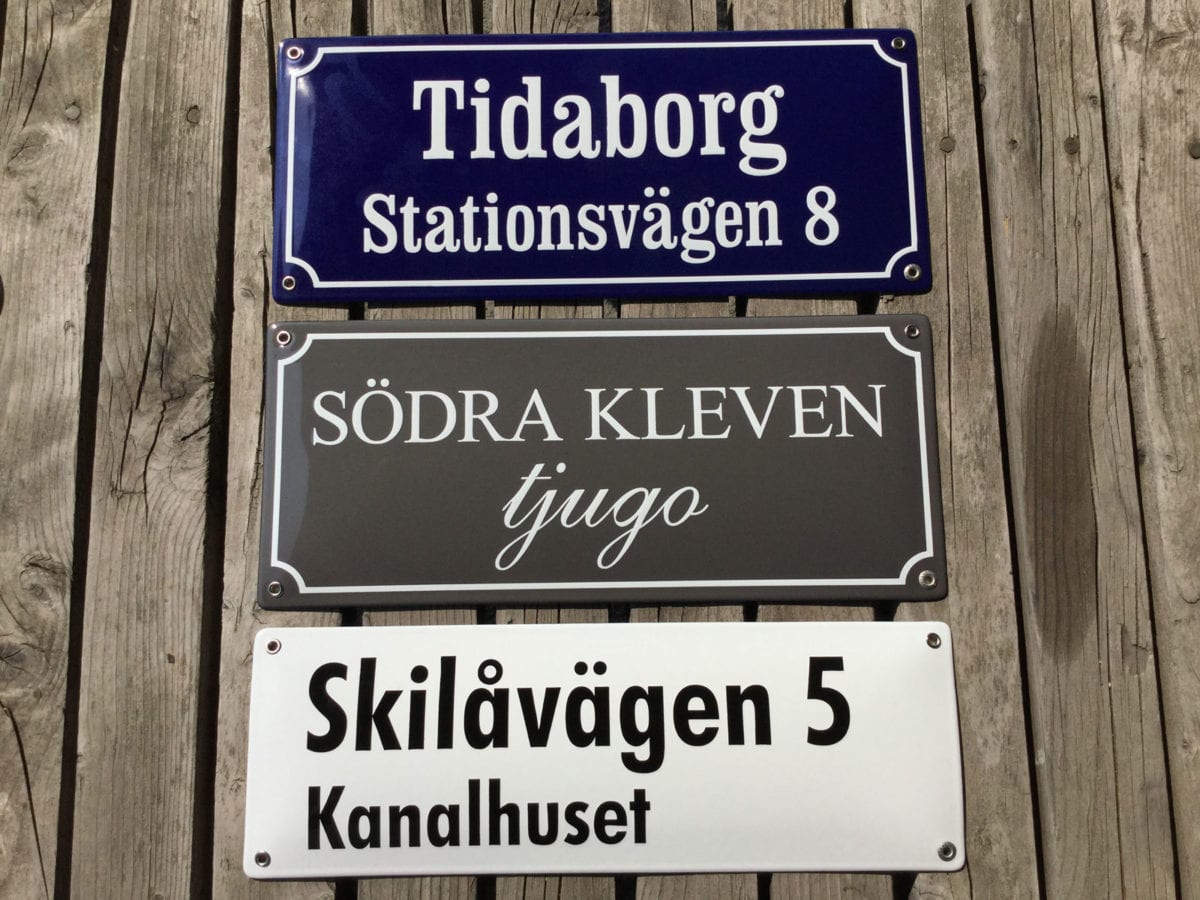 Tidaborg
Stationsvägen 8
SÖDRA KLEVEN
tjugo
Skilåvägen 5
Kanalhuset